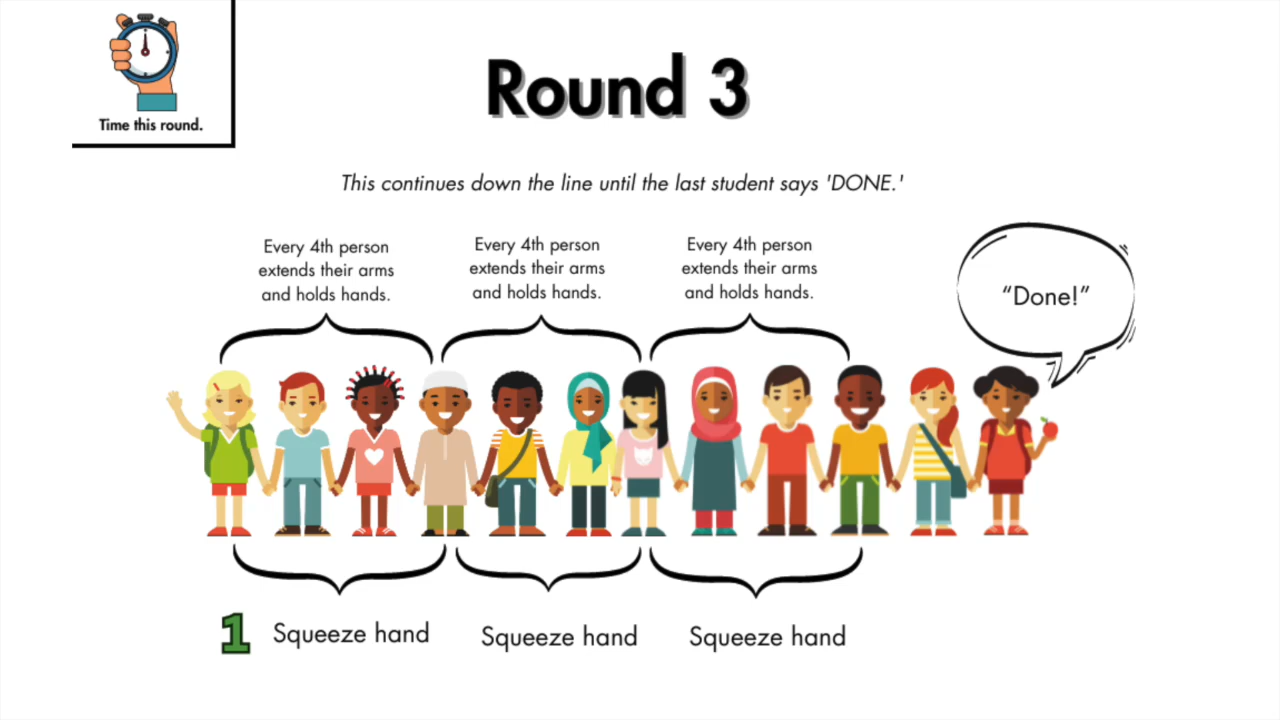 Time this round.
Round 3
This continues down the line until the last student says 'DONE.'
Every 4th person
extends their arms
and holds hands.
Every 4th person
extends their arms
and holds hands.
Every 4th person
extends their arms
and holds hands.
“Done!”
1 Squeeze hand
Squeeze hand
Squeeze hand